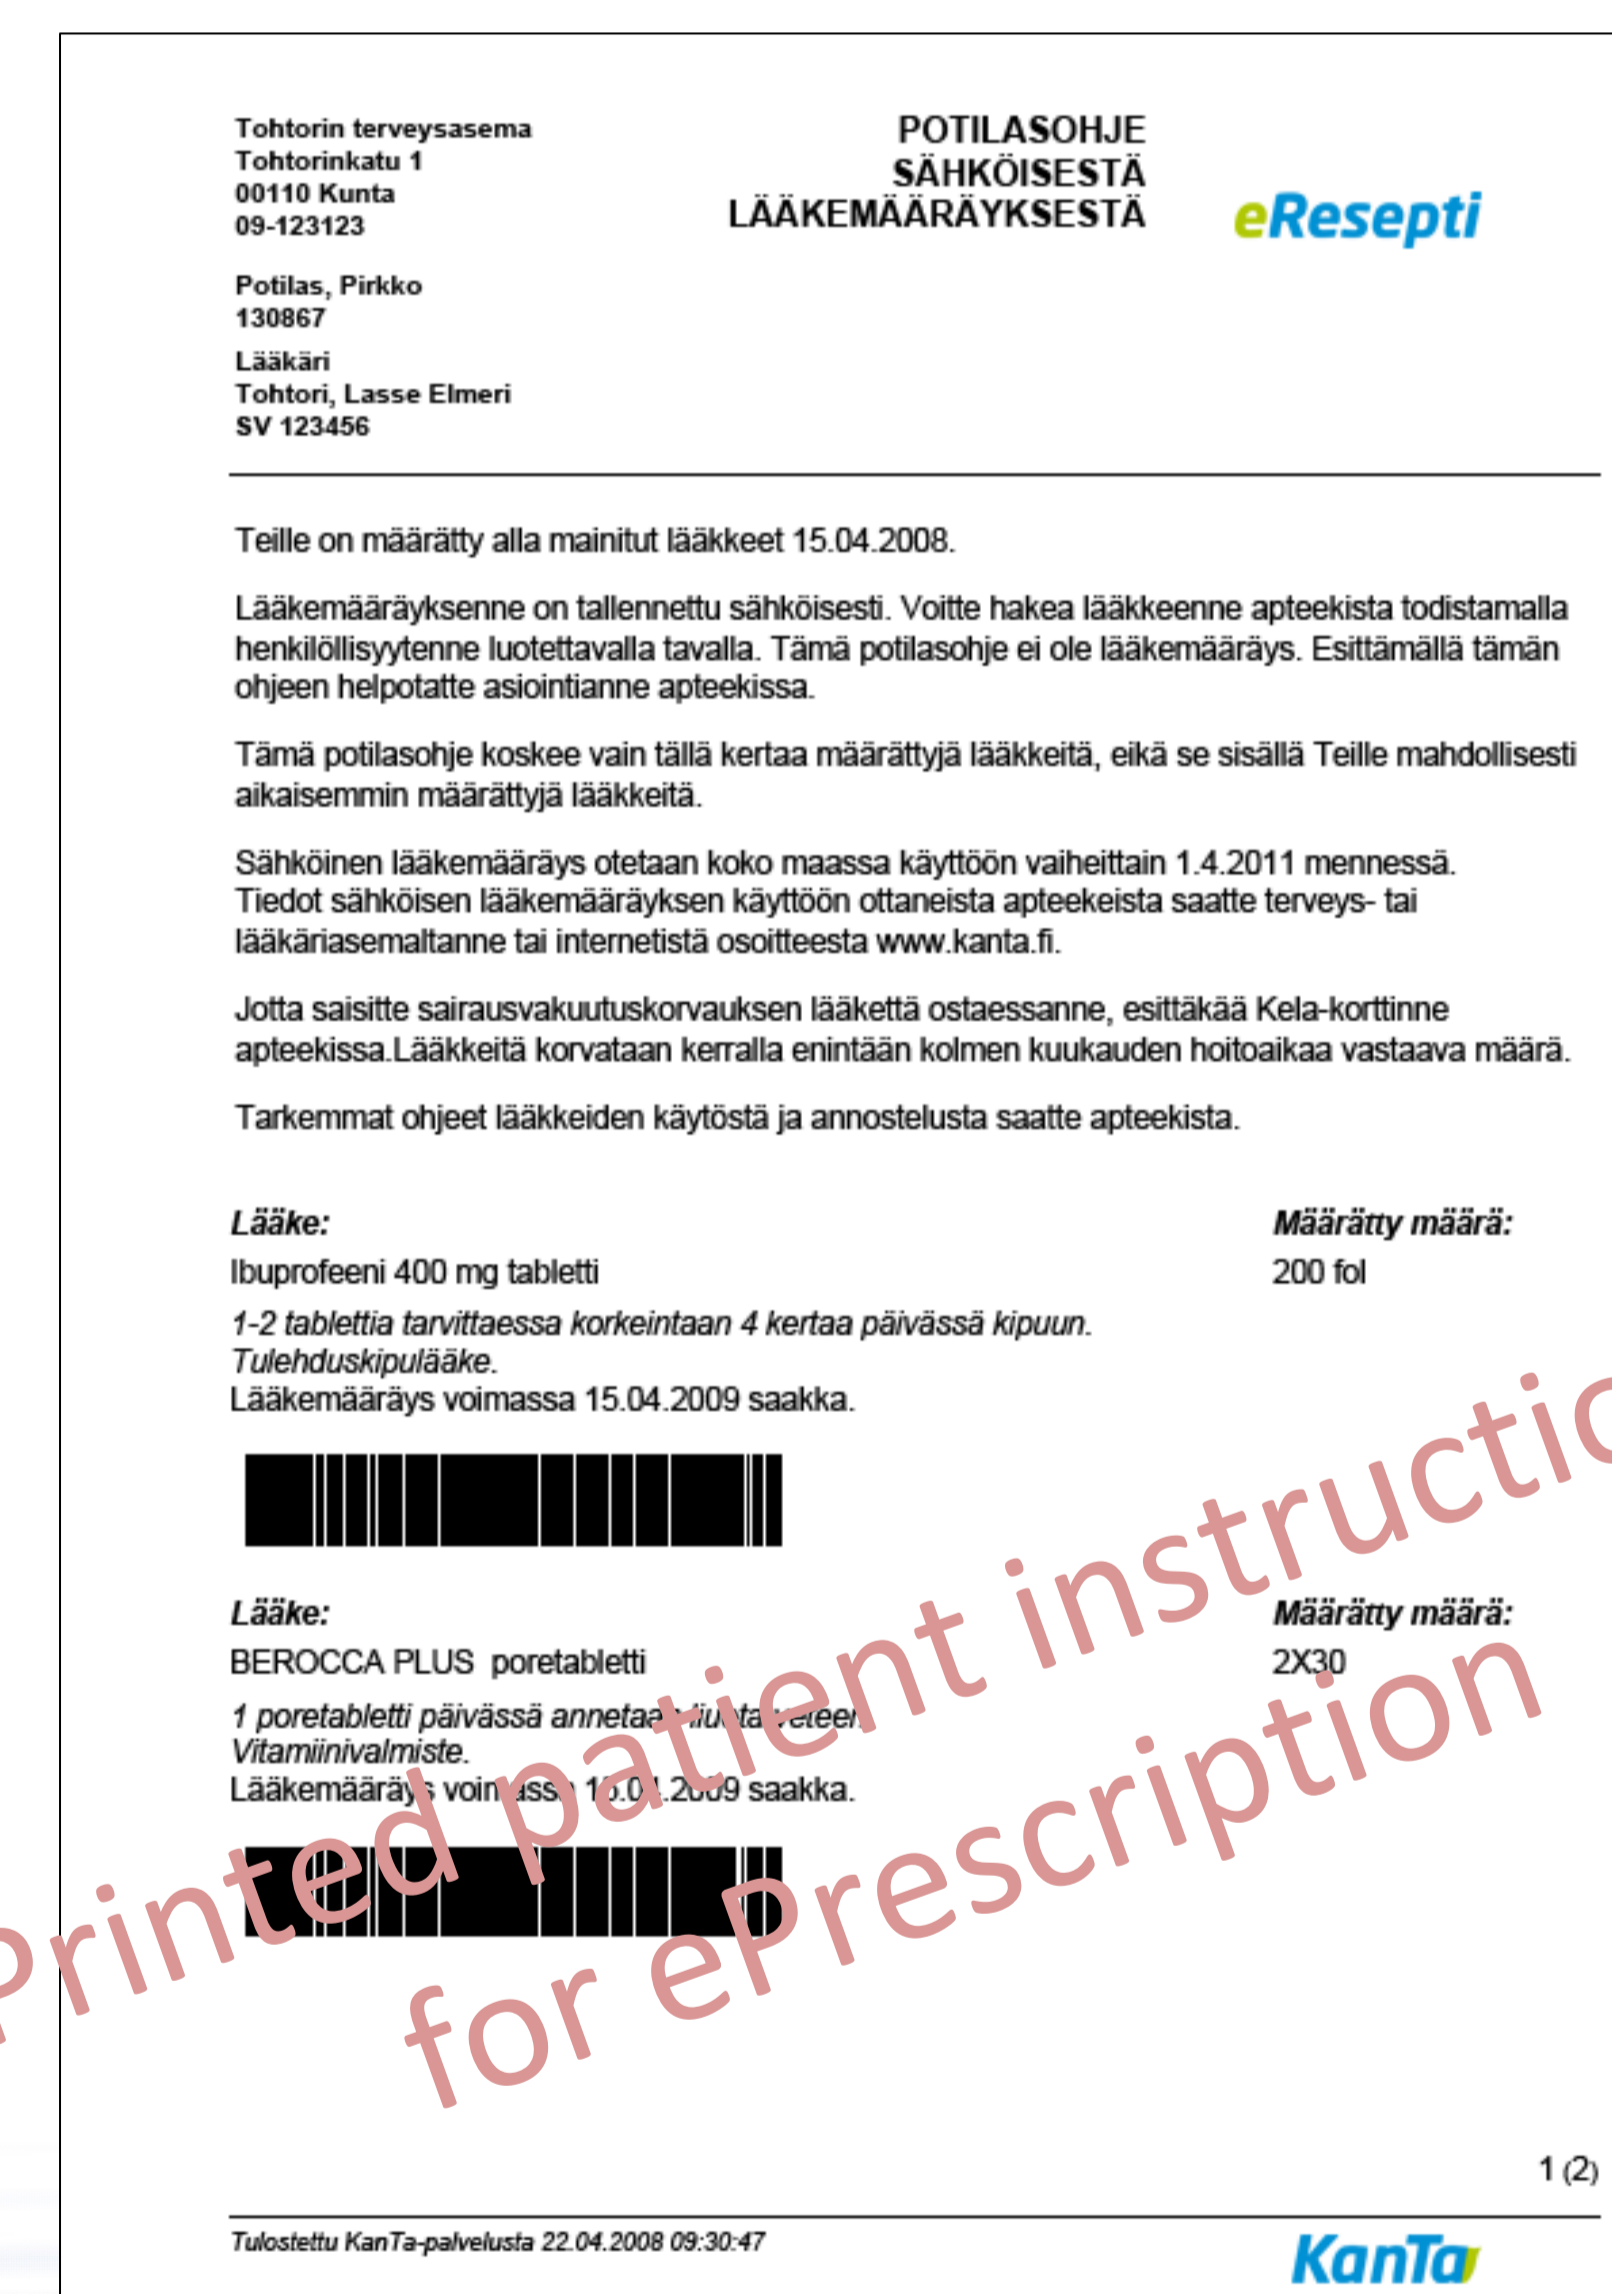 Tohtorin terveysasema
Tohtorinkatu 1
00110 Kunta
09-123123
POTILASOHJE
SÄHKÖISESTÄ
LÄÄKEMÄÄRÄYKSESTÄ
eResepti
Potilas, Pirkko
130867
Lääkäri
Tohtori, Lasse Elmeri
SV 123456
Teille on määrätty alla mainitut lääkkeet 15.04.2008.
Lääkemääräyksenne on tallennettu sähköisesti. Voitte hakea lääkkeenne apteekista todistamalla
henkilöllisyytenne luotettavalla tavalla. Tämä potilasohje ei ole lääkemääräys. Esittämällä tämän
ohjeen helpotatte asiointianne apteekissa.
Tämä potilasohje koskee vain tällä kertaa määrättyjä lääkkeitä, eikä se sisällä Teille mahdollisesti
aikaisemmin määrättyjä lääkkeitä.
Sähköinen lääkemääräys otetaan koko maassa käyttöön vaiheittain 1.4.2011 mennessä.
Tiedot sähköisen lääkemääräyksen käyttöön ottaneista apteekeista saatte terveys- tai
lääkäriasemaltanne tai internetistä osoitteesta www.kanta.fi.
Jotta saisitte sairausvakuutuskorvauksen lääkettä ostaessanne, esittäkää Kela-korttinne
apteekissa.Lääkkeitä korvataan kerralla enintään kolmen kuukauden hoitoaikaa vastaava määrä.
Tarkemmat ohjeet lääkkeiden käytöstä ja annostelusta saatte apteekista.
Lääke: Määrätty määrä:
Ibuprofeeni 400 mg tabletti 200 fol
1-2 tablettia tarvittaessa korkeintaan 4 kertaa päivässä kipuun.
Tulehduskipulääke.
Lääkemääräys voimassa 15.04.2009 saakka.
Lääke: Määrätty määrä:
BEROCCA PLUS poretabletti 2X30
1 poretabletti päivässä
Vitamiinivalmiste.
Lääkemääräys voimassa 15.04.2009 saakka.
Printed patient instructio
for ePrescription
1 (2)
Tulostettu KanTa-palvelusta 22.04.2008 09:30:47
KanTa